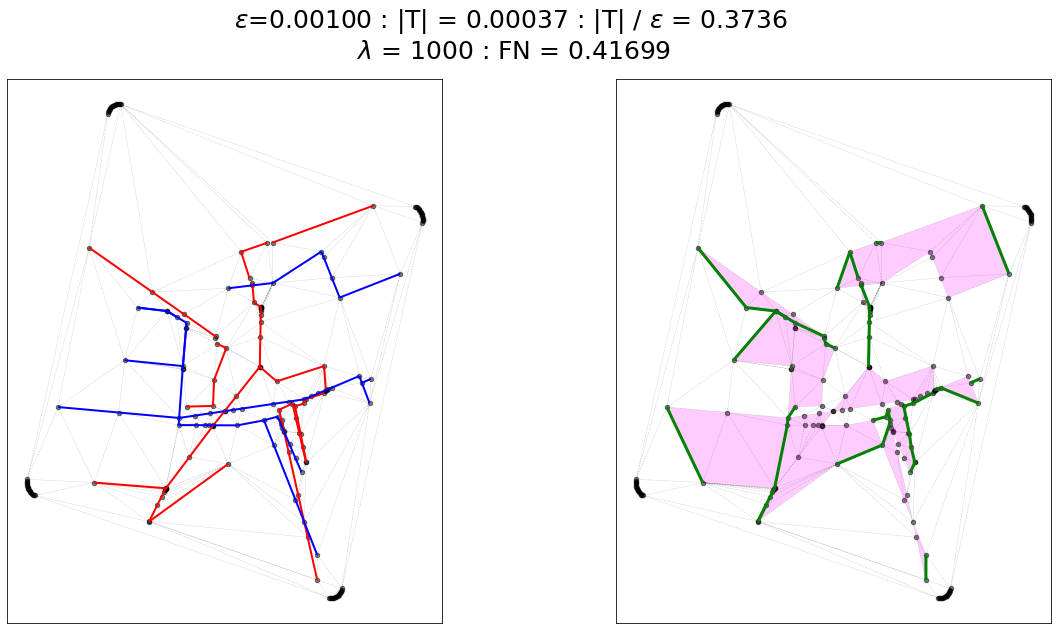 ε=0.00100 : |T| = 0.00037 : |T| / ε = 0.3736
λ = 1000 : FN = 0.41699